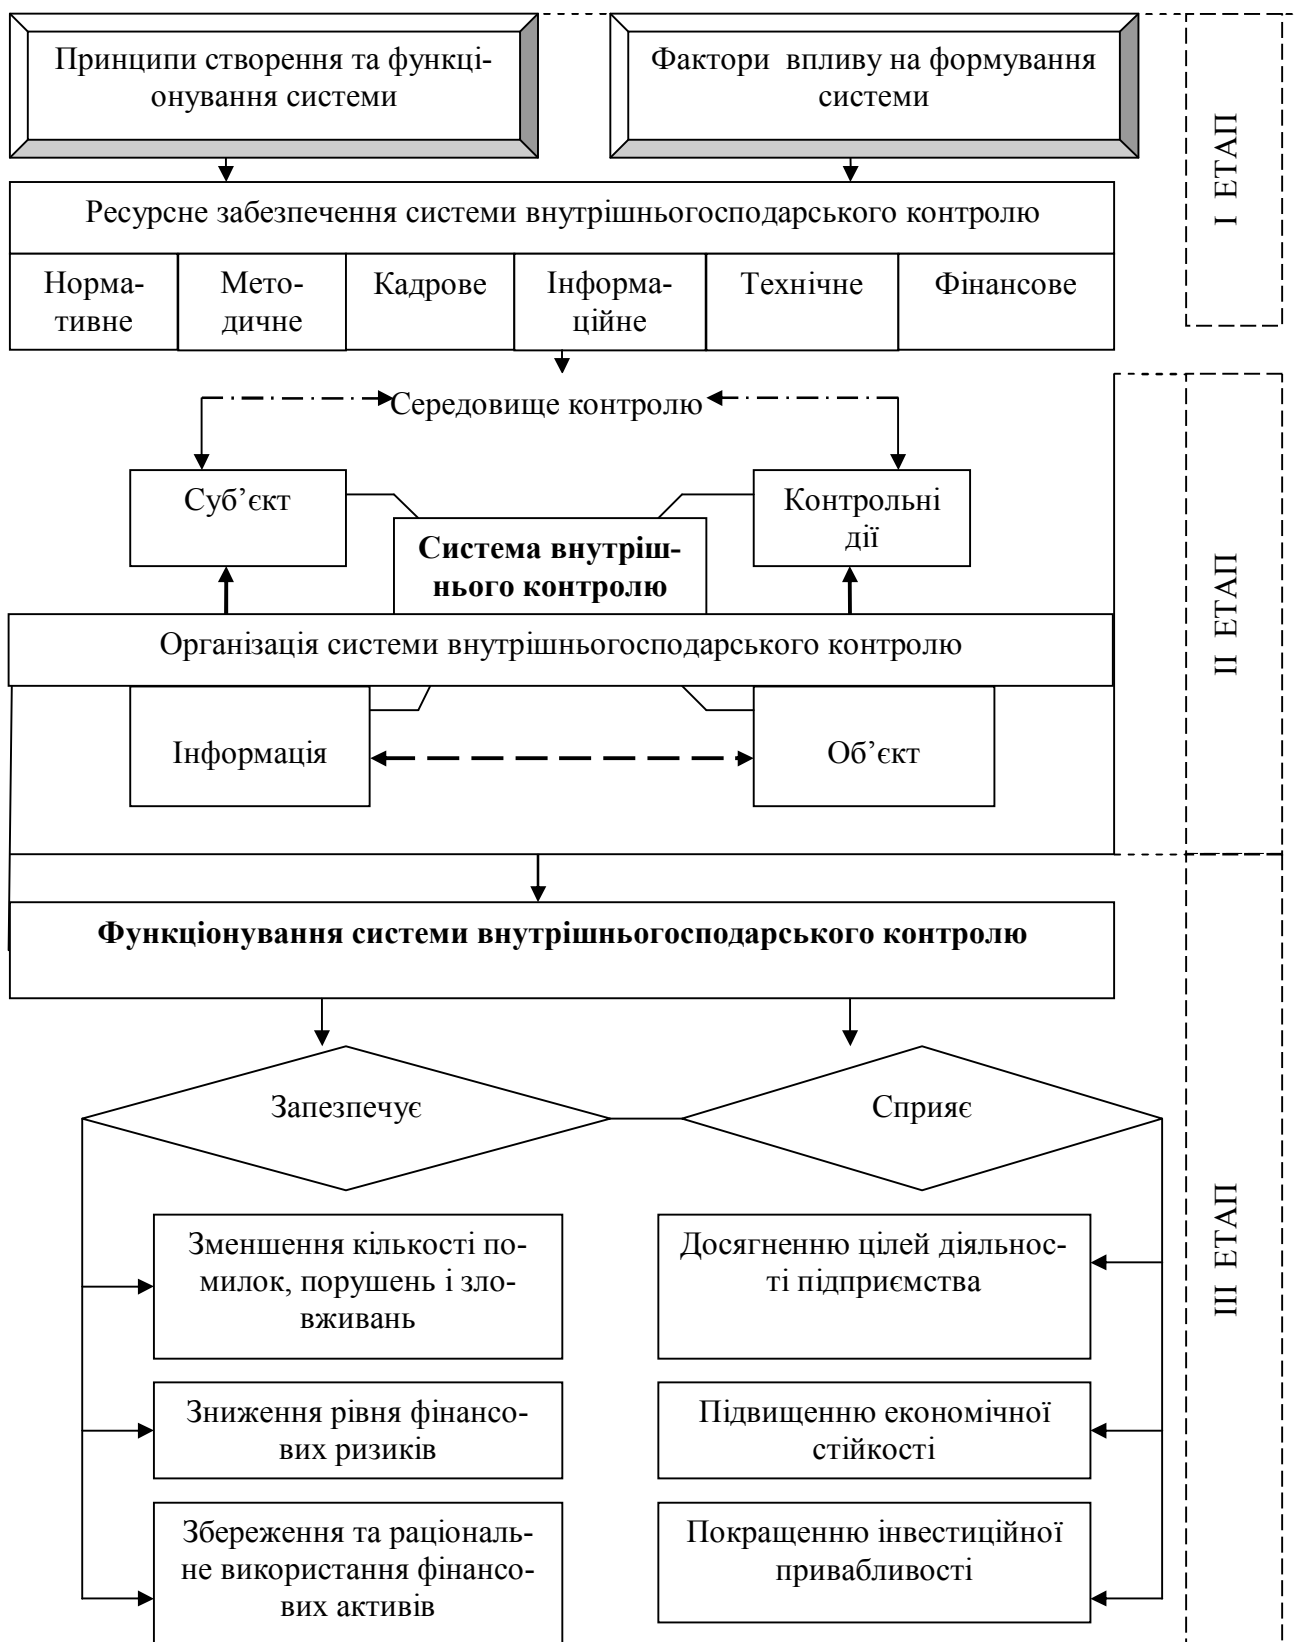 Принципи створення та функці-
онування системи
Фактори впливу на формування
системи
І ЕТАП
Ресурсне забезпечення системи внутрішньогосподарського контролю
Норма-
тивне
Мето-
дичне
Кадрове
Інформа-
ційне
Технічне
Фінансове
Середовище контролю
Суб’єкт
Контрольні
дії
Система внутріш-
нього контролю
ІІ ЕТАП
Організація системи внутрішньогосподарського контролю
Інформація
Об’єкт
Функціонування системи внутрішньогосподарського контролю
Запезпечує
Сприяє
ІІІ ЕТАП
Зменшення кількості по-
милок, порушень і зло-
вживань
Досягненню цілей діяльнос-
ті підприємства
Зниження рівня фінансо-
вих ризиків
Підвищенню економічної
стійкості
Збереження та раціональ-
не використання фінансо-
вих активів
Покращенню інвестиційної
привабливості